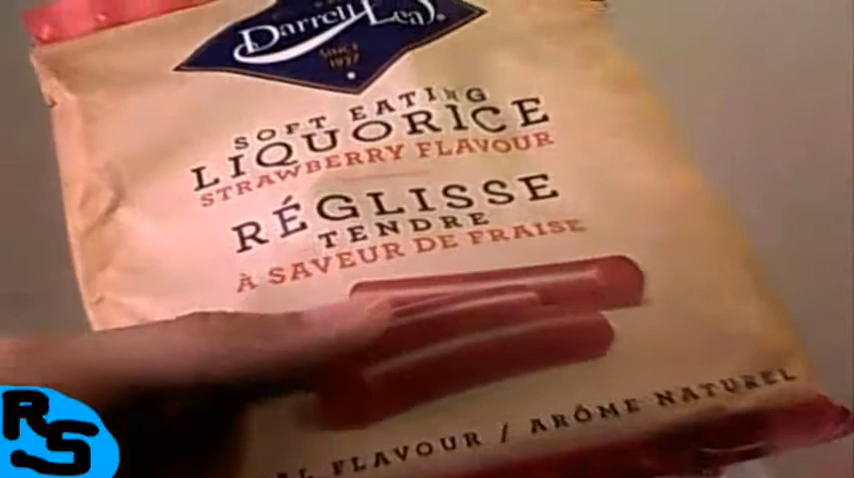 Darrell Lea®
SINCE
1927
SOFT EATING
LIQUORICE
STRAWBERRY FLAVOUR
RÉGLISSE
TENDRE
À SAVEUR DE FRAISE
FLAVOUR / ARÔME NATUREL
RS